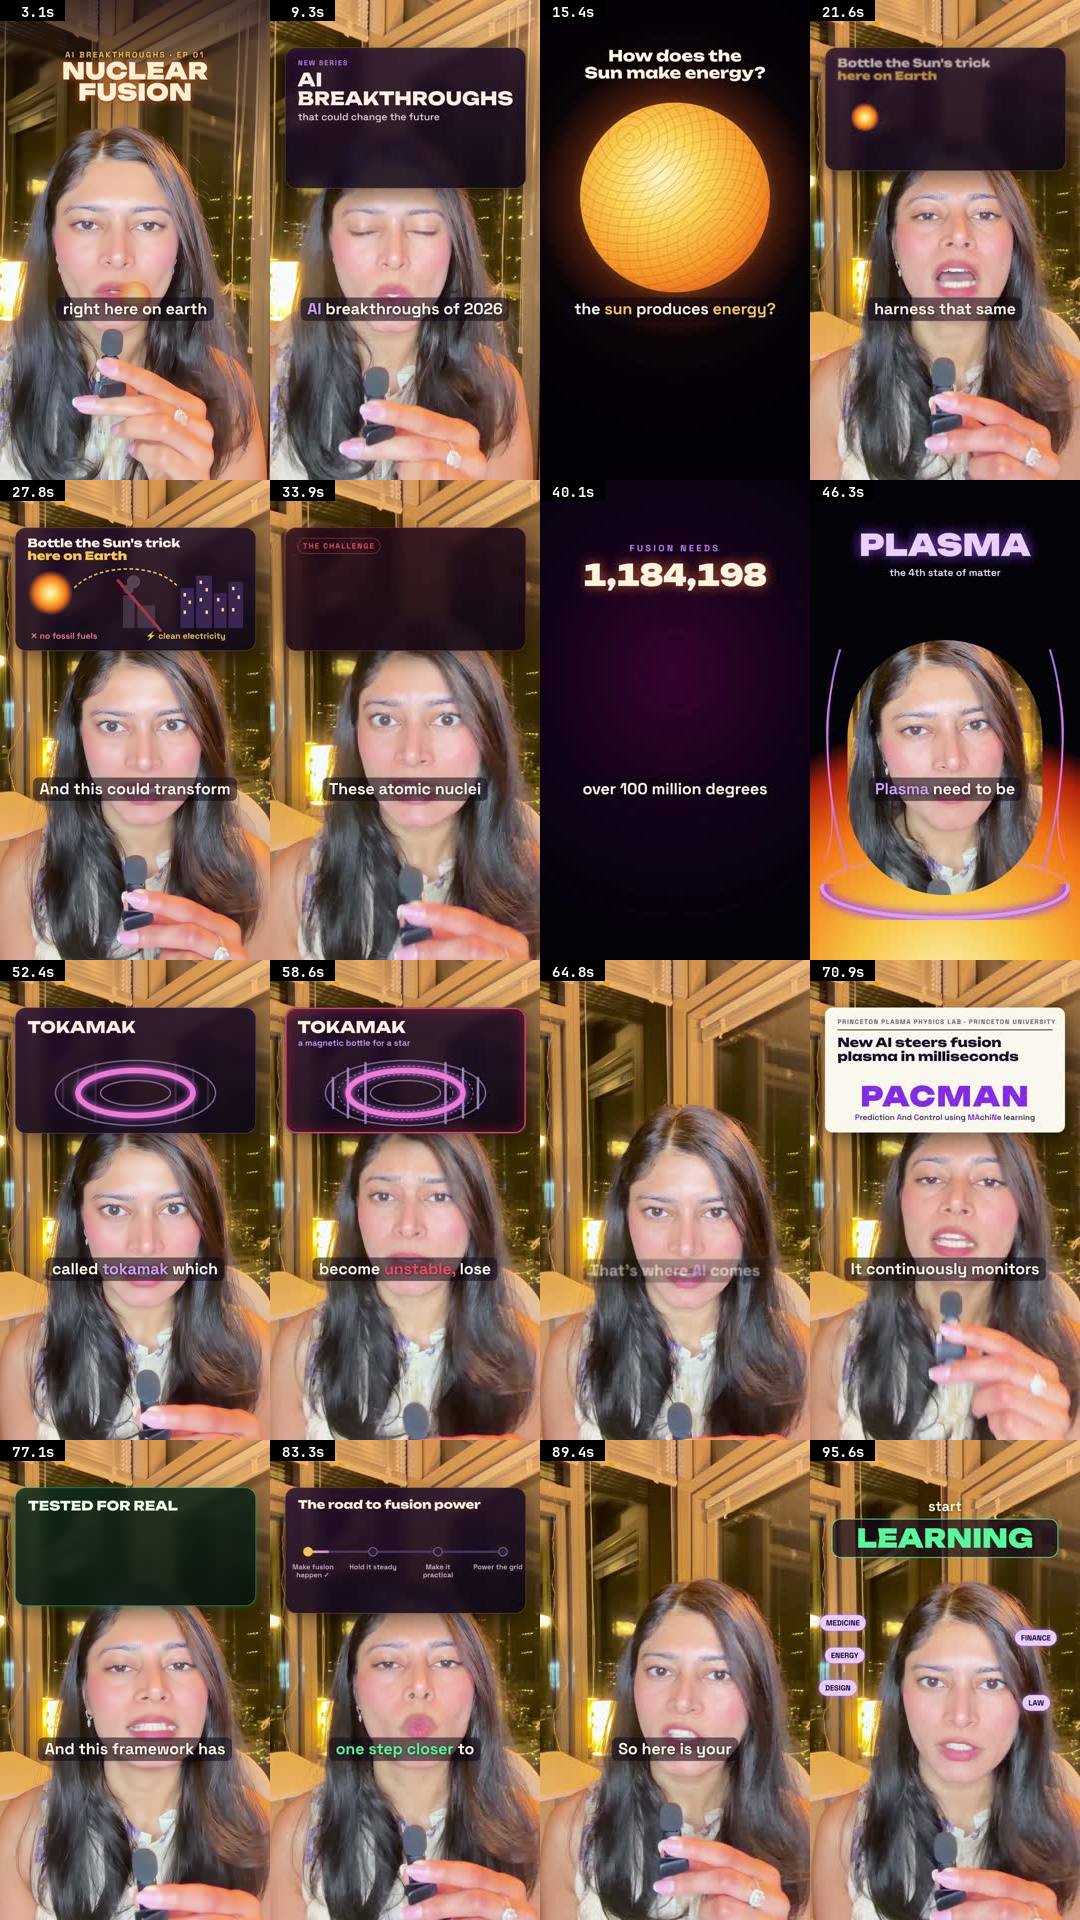 3.1s
AI BREAKTHROUGHS · EP 01
NUCLEAR
FUSION
right here on earth
9.3s
NEW SERIES
AI
BREAKTHROUGHS
that could change the future
AI breakthroughs of 2026
15.4s
How does the
Sun make energy?
the sun produces energy?
21.6s
Bottle the Sun's trick
here on Earth
harness that same
27.8s
Bottle the Sun's trick
here on Earth
✕ no fossil fuels
⚡ clean electricity
And this could transform
33.9s
THE CHALLENGE
These atomic nuclei
40.1s
FUSION NEEDS
1,184,198
over 100 million degrees
46.3s
PLASMA
the 4th state of matter
Plasma need to be
52.4s
TOKAMAK
called tokamak which
58.6s
TOKAMAK
a magnetic bottle for a star
become unstable, lose
64.8s
That's where AI comes
70.9s
PRINCETON PLASMA PHYSICS LAB · PRINCETON UNIVERSITY
New AI steers fusion
plasma in milliseconds
PACMAN
Prediction And Control using MAchiNe learning
It continuously monitors
77.1s
TESTED FOR REAL
And this framework has
83.3s
The road to fusion power
Make fusion
happen ✓
Hold it steady
Make it
practical
Power the grid
one step closer to
89.4s
So here is your
95.6s
start
LEARNING
MEDICINE
FINANCE
ENERGY
DESIGN
LAW